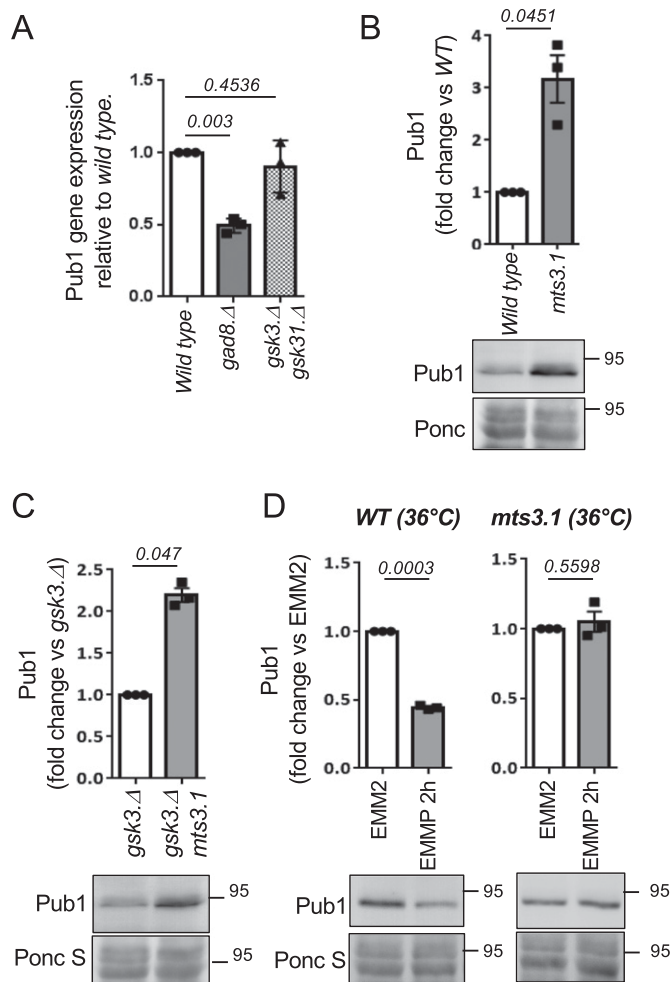 A
Pub1 gene expression
relative to wild type.
1.5
1.0
0.5
0.0
0.4536
0.003
Wild type
gad8.Δ
gsk3.Δ
gsk31.Δ
B
Pub1
(fold change vs WT)
4
3
2
1
0
0.0451
Wild type
mts3.1
Pub1
95
Ponc
95
C
Pub1
(fold change vs gsk3.Δ)
2.5
2.0
1.5
1.0
0.5
0.0
0.047
gsk3.Δ
gsk3.Δ
mts3.1
Pub1
95
Ponc S
95
D
WT (36°C)
mts3.1 (36°C)
Pub1
(fold change vs EMM2)
1.5
1.0
0.5
0.0
0.0003
EMM2
EMMP 2h
1.5
1.0
0.5
0.0
0.5598
EMM2
EMMP 2h
Pub1
95
95
Ponc S
95
95